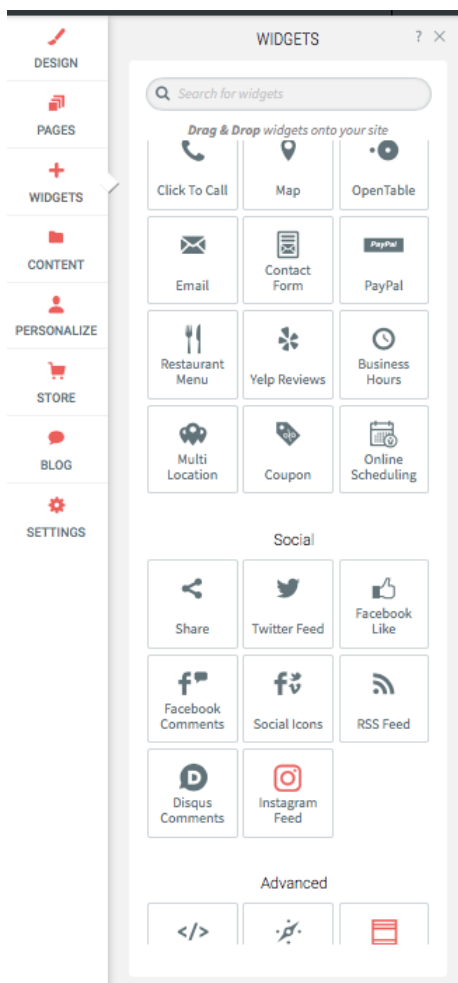 WIDGETS
?
DESIGN
PAGES
WIDGETS
CONTENT
PERSONALIZE
STORE
BLOG
SETTINGS
Search for widgets
Drag & Drop widgets onto your site
Click To Call
Map
OpenTable
Email
Contact
Form
PayPal
PayPal
Restaurant
Menu
Yelp Reviews
Business
Hours
Multi
Location
Coupon
Online
Scheduling
Social
Share
Twitter Feed
Facebook
Like
Facebook
Comments
Social Icons
RSS Feed
Disqus
Comments
Instagram
Feed
Advanced